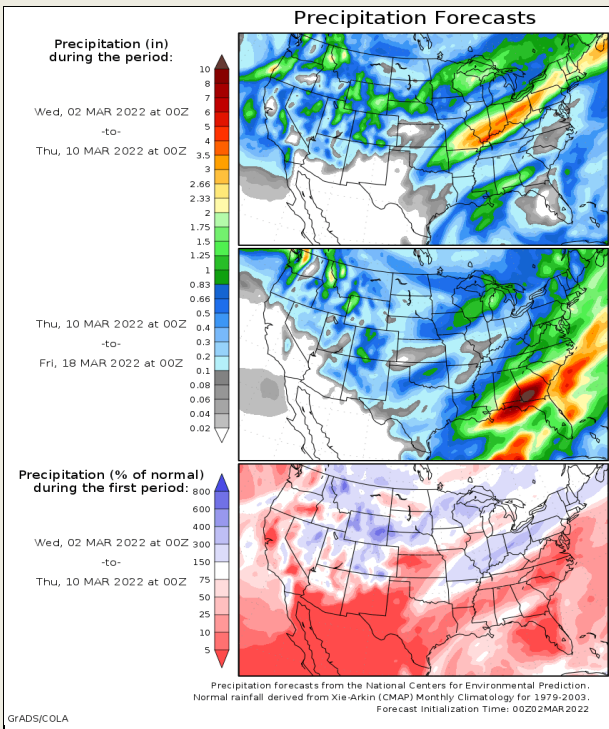 Precipitation Forecasts
Precipitation (in)
during the period:
Wed, 02 MAR 2022 at 00Z
-to-
Thu, 10 MAR 2022 at 00Z
10
8
7
6
5
4
3.5
3
2.66
2.33
2
1.75
1.5
1.25
1
0.83
0.66
0.5
0.4
0.3
0.2
0.1
0.08
0.06
0.04
0.02
Thu, 10 MAR 2022 at 00Z
-to-
Fri, 18 MAR 2022 at 00Z
Precipitation (% of normal)
during the first period:
Wed, 02 MAR 2022 at 00Z
-to-
Thu, 10 MAR 2022 at 00Z
800
600
400
300
150
75
50
25
10
5
Precipitation forecasts from the National Centers for Environmental Prediction.
Normal rainfall derived from Xie-Arkin (CMAP) Monthly Climatology for 1979-2003.
Forecast Initialization Time: 00Z02MAR2022
GrADS/COLA